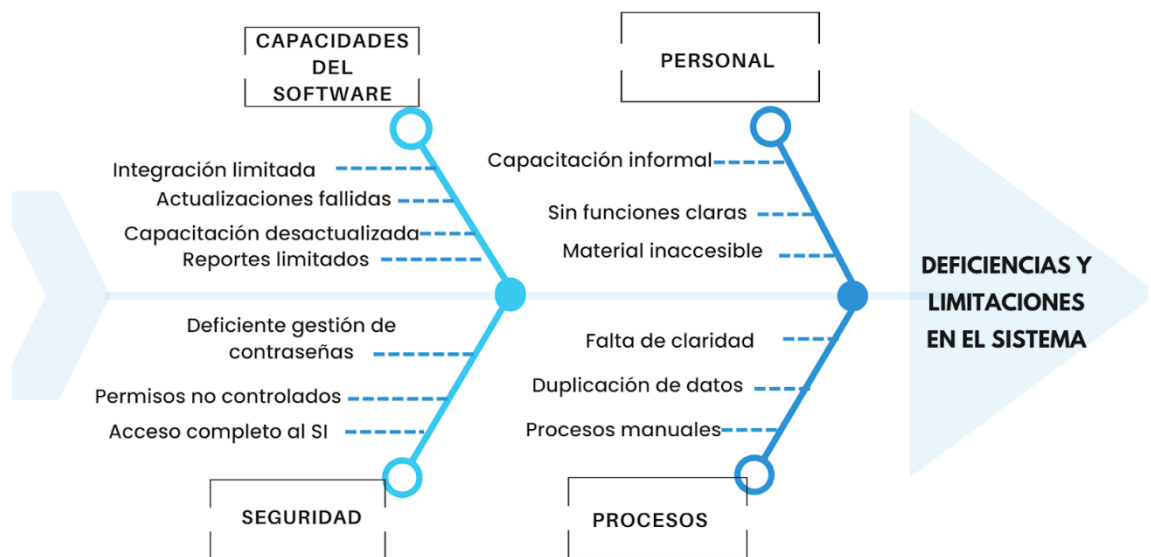 CAPACIDADES
DEL
SOFTWARE
Integración limitada
Actualizaciones fallidas
Capacitación desactualizada
Reportes limitados
PERSONAL
Capacitación informal
Sin funciones claras
Material inaccesible
Deficiente gestión de
contraseñas
Permisos no controlados
Acceso completo al SI
SEGURIDAD
Falta de claridad
Duplicación de datos
Procesos manuales
PROCESOS
DEFICIENCIAS Y
LIMITACIONES
EN EL SISTEMA